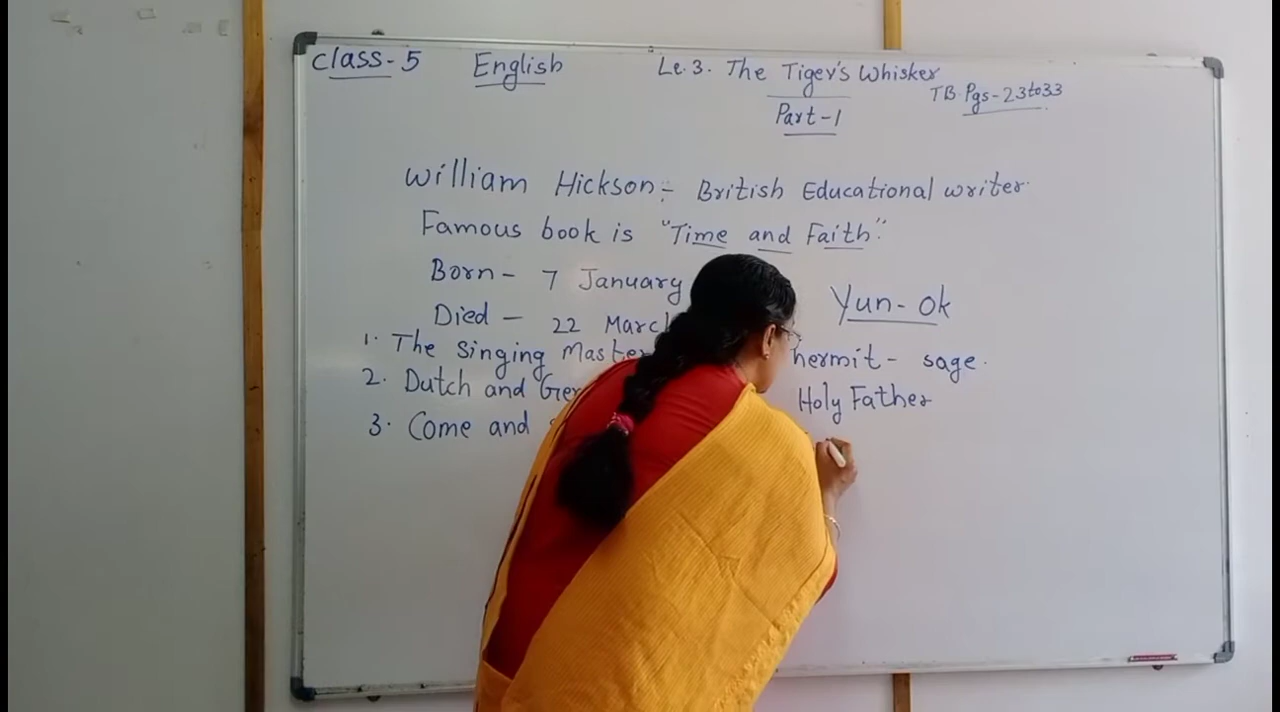 Class-5 English Le.3. The Tiger's Whisker
TB Pgs-23to33
Part-1
William Hickson:- British Educational writer.
Famous book is "Time and Faith".
Born- 7 January
Yun-ok
Died - 22
1. The Singing Master hermit- sage.
2. Dutch and Holy Father
3. Come and